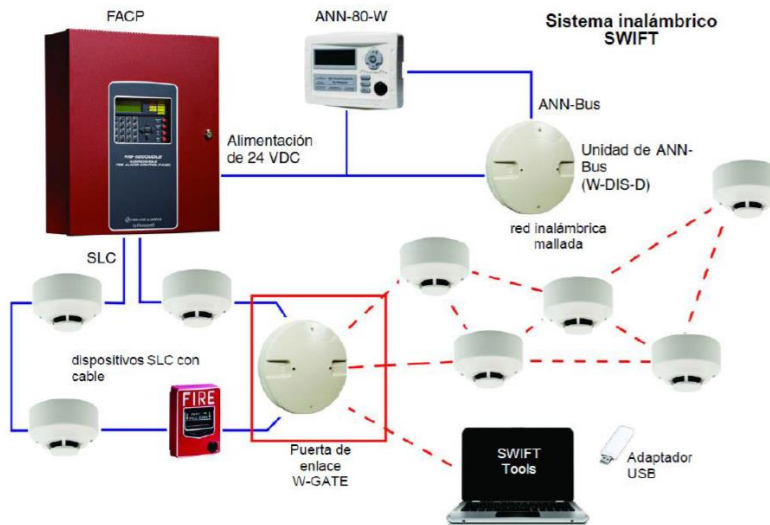 FACP
ANN-80-W
Sistema inalámbrico
SWIFT
ANN-Bus
Alimentación
de 24 VDC
Unidad de ANN-
Bus
(W-DIS-D)
red inalámbrica
mallada
SLC
dispositivos SLC con
cable
FIRE
Puerta de
enlace
W-GATE
SWIFT
Tools
Adaptador
USB